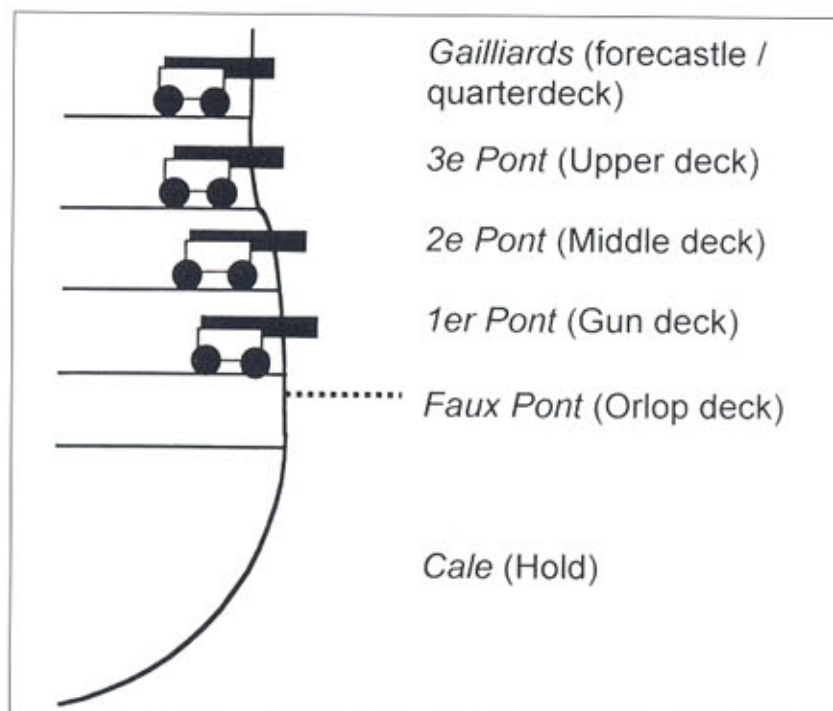 Gailliards (forecastle /
quarterdeck)
3e Pont (Upper deck)
2e Pont (Middle deck)
1er Pont (Gun deck)
Faux Pont (Orlop deck)
Cale (Hold)